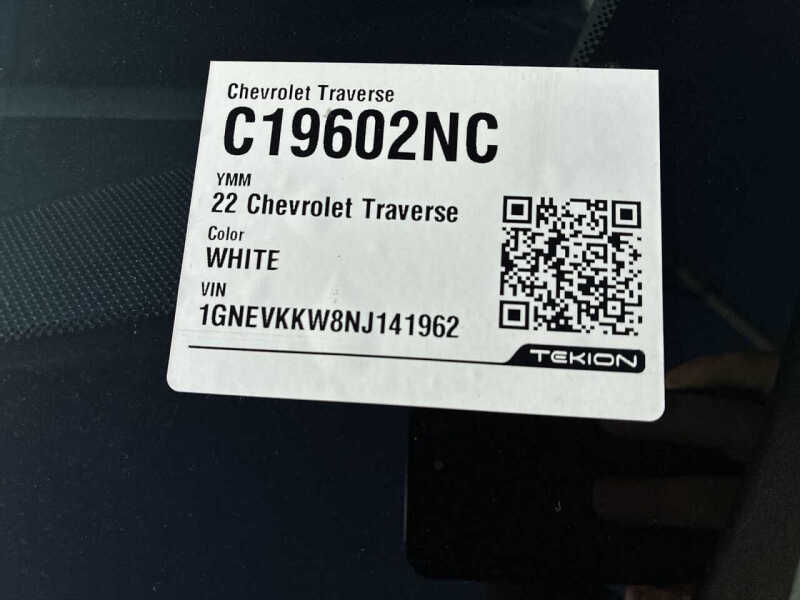 Chevrolet Traverse
C19602NC
YMM
22 Chevrolet Traverse
Color
WHITE
VIN
1GNEVKKW8NJ141962
TEKION